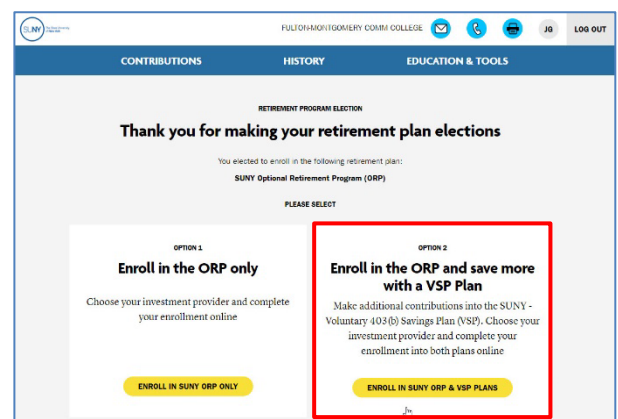 SUNY
FULTON-MONTGOMERY COMM COLLEGE JG LOG OUT
CONTRIBUTIONS HISTORY EDUCATION & TOOLS
RETIREMENT PROGRAM ELECTION
Thank you for making your retirement plan elections
You elected to enroll in the following retirement plan:
SUNY Optional Retirement Program (ORP)
PLEASE SELECT
OPTION 1
Enroll in the ORP only
Choose your investment provider and complete
your enrollment online
ENROLL IN SUNY ORP ONLY
OPTION 2
Enroll in the ORP and save more
with a VSP Plan
Make additional contributions into the SUNY -
Voluntary 403(b) Savings Plan (VSP). Choose your
investment provider and complete your
enrollment into both plans online
ENROLL IN SUNY ORP & VSP PLANS